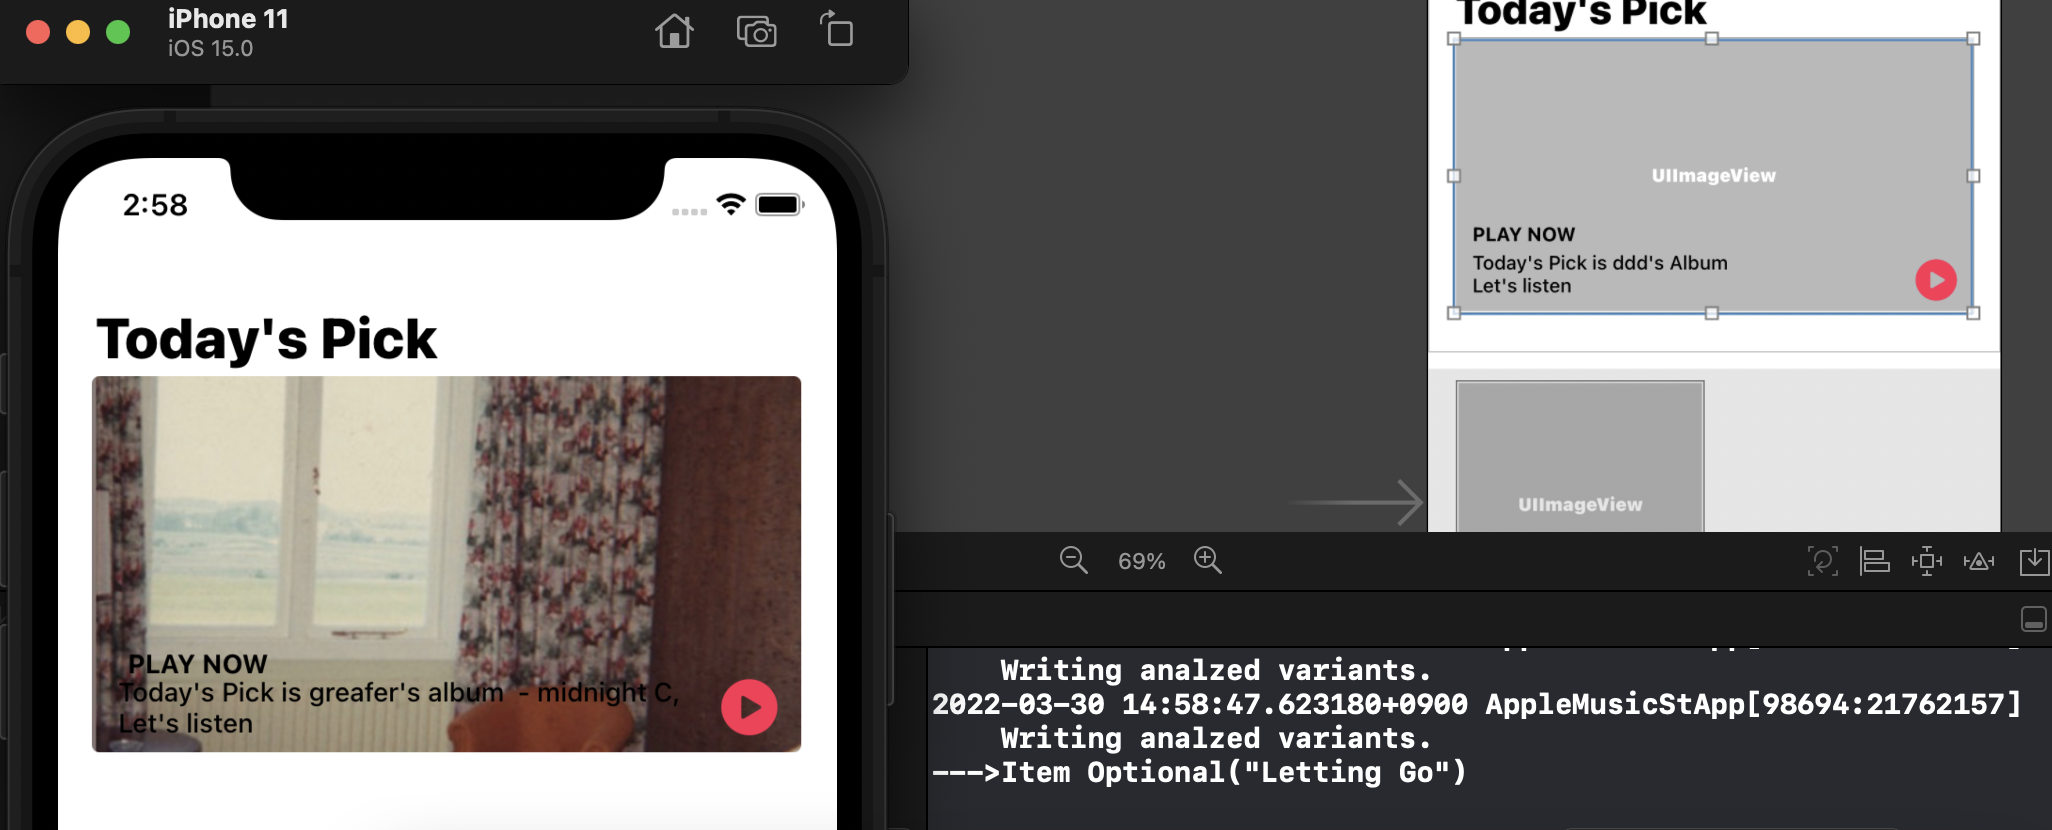 iPhone 11
iOS 15.0
2:58
Today's Pick
PLAY NOW
Today's Pick is greafer's album - midnight C,
Let's listen
Today's Pick
UIImageView
PLAY NOW
Today's Pick is ddd's Album
Let's listen
UIImageView
69%
Writing analzed variants.
2022-03-30 14:58:47.623180+0900 AppleMusicStApp[98694:21762157]
Writing analzed variants.
--->Item Optional("Letting Go")